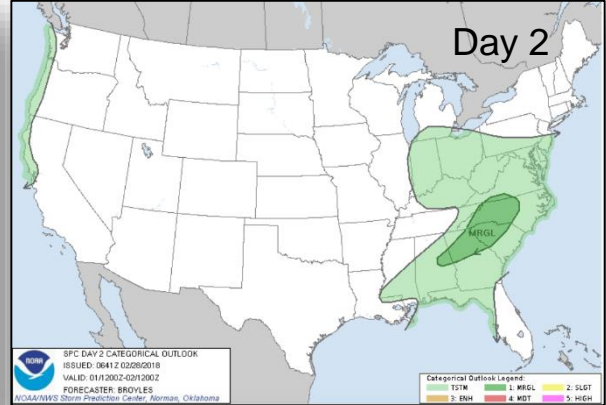 Day 2
MRGL
NOAA
SPC DAY 2 CATEGORICAL OUTLOOK
ISSUED: 0641Z 02/28/2018
VALID: 01/1200Z-02/1200Z
FORECASTER: BROYLES
NOAA/NWS Storm Prediction Center, Norman, Oklahoma
Categorical Outlook Legend:
TSTM 1: MRGL 2: SLGT
3: ENH 4: MDT 5: HIGH